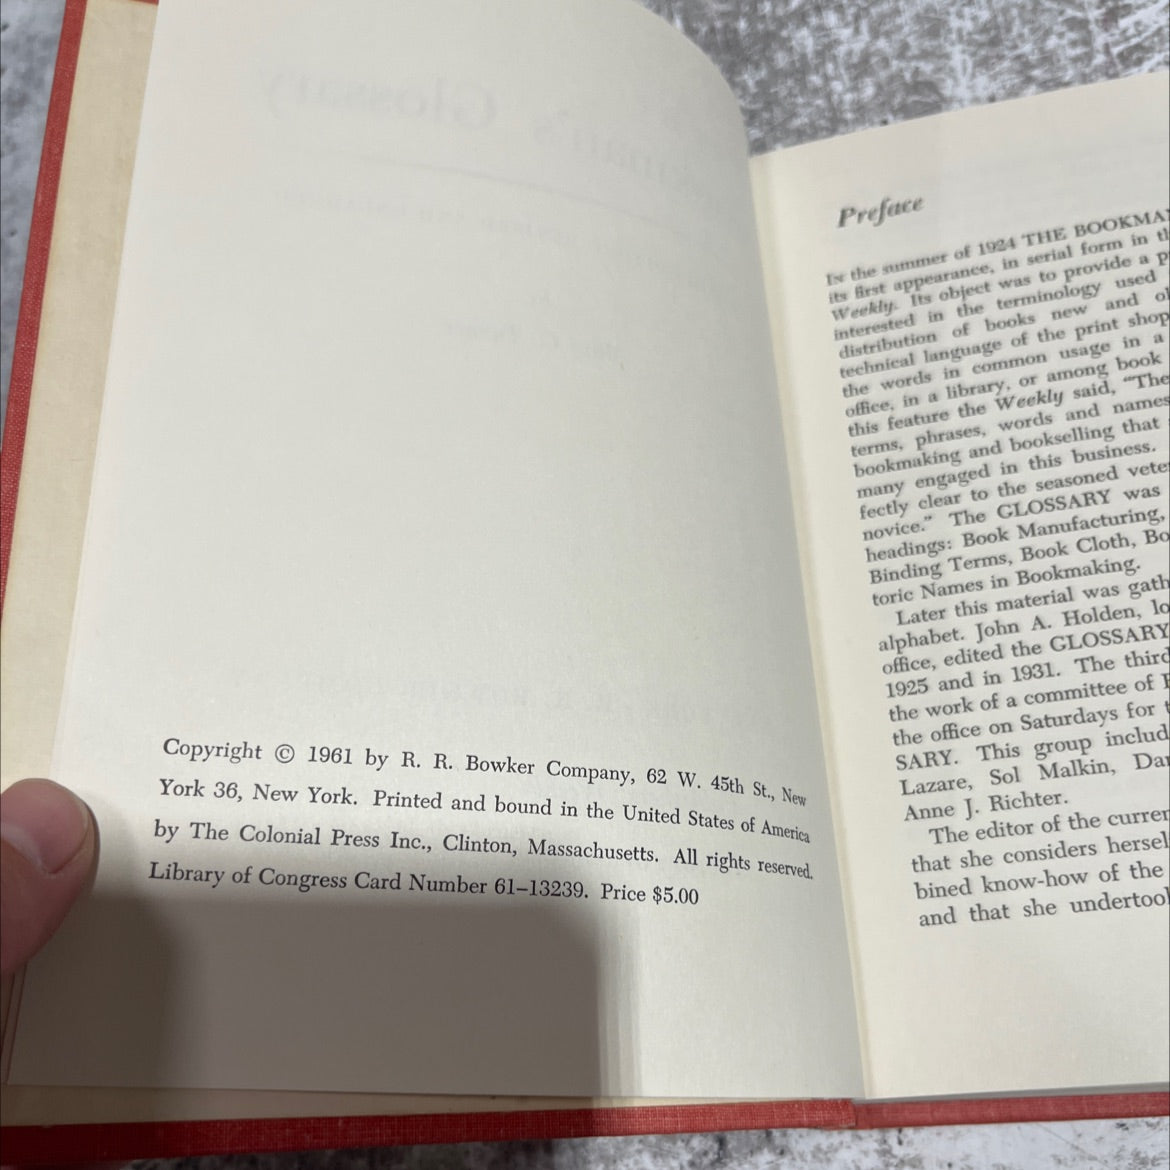 Copyright © 1961 by R. R. Bowker Company, 62 W. 45th St., New
York 36, New York. Printed and bound in the United States of America
by The Colonial Press Inc., Clinton, Massachusetts. All rights reserved.
Library of Congress Card Number 61–13239. Price $5.00
Preface
In the summer of 1924 THE BOOKMA
its first appearance, in serial form in
Weekly. Its object was to provide a
interested in the terminology used
distribution of books new and
technical language of the print shop
the words in common usage in a
office, in a library, or among book
this feature the Weekly said, “The
terms, phrases, words and names
bookmaking and bookselling that
many engaged in this business.
fectly clear to the seasoned vete
novice.” The GLOSSARY was
headings: Book Manufacturing,
Binding Terms, Book Cloth, Bo
toric Names in Bookmaking.
Later this material was gath
alphabet. John A. Holden, lo
office, edited the GLOSSARY
1925 and in 1931. The third
the work of a committee of
the office on Saturdays for
SARY. This group includ
Lazare, Sol Malkin, Da
Anne J. Richter.
The editor of the curren
that she considers hersel
bined know-how of the
and that she undertool